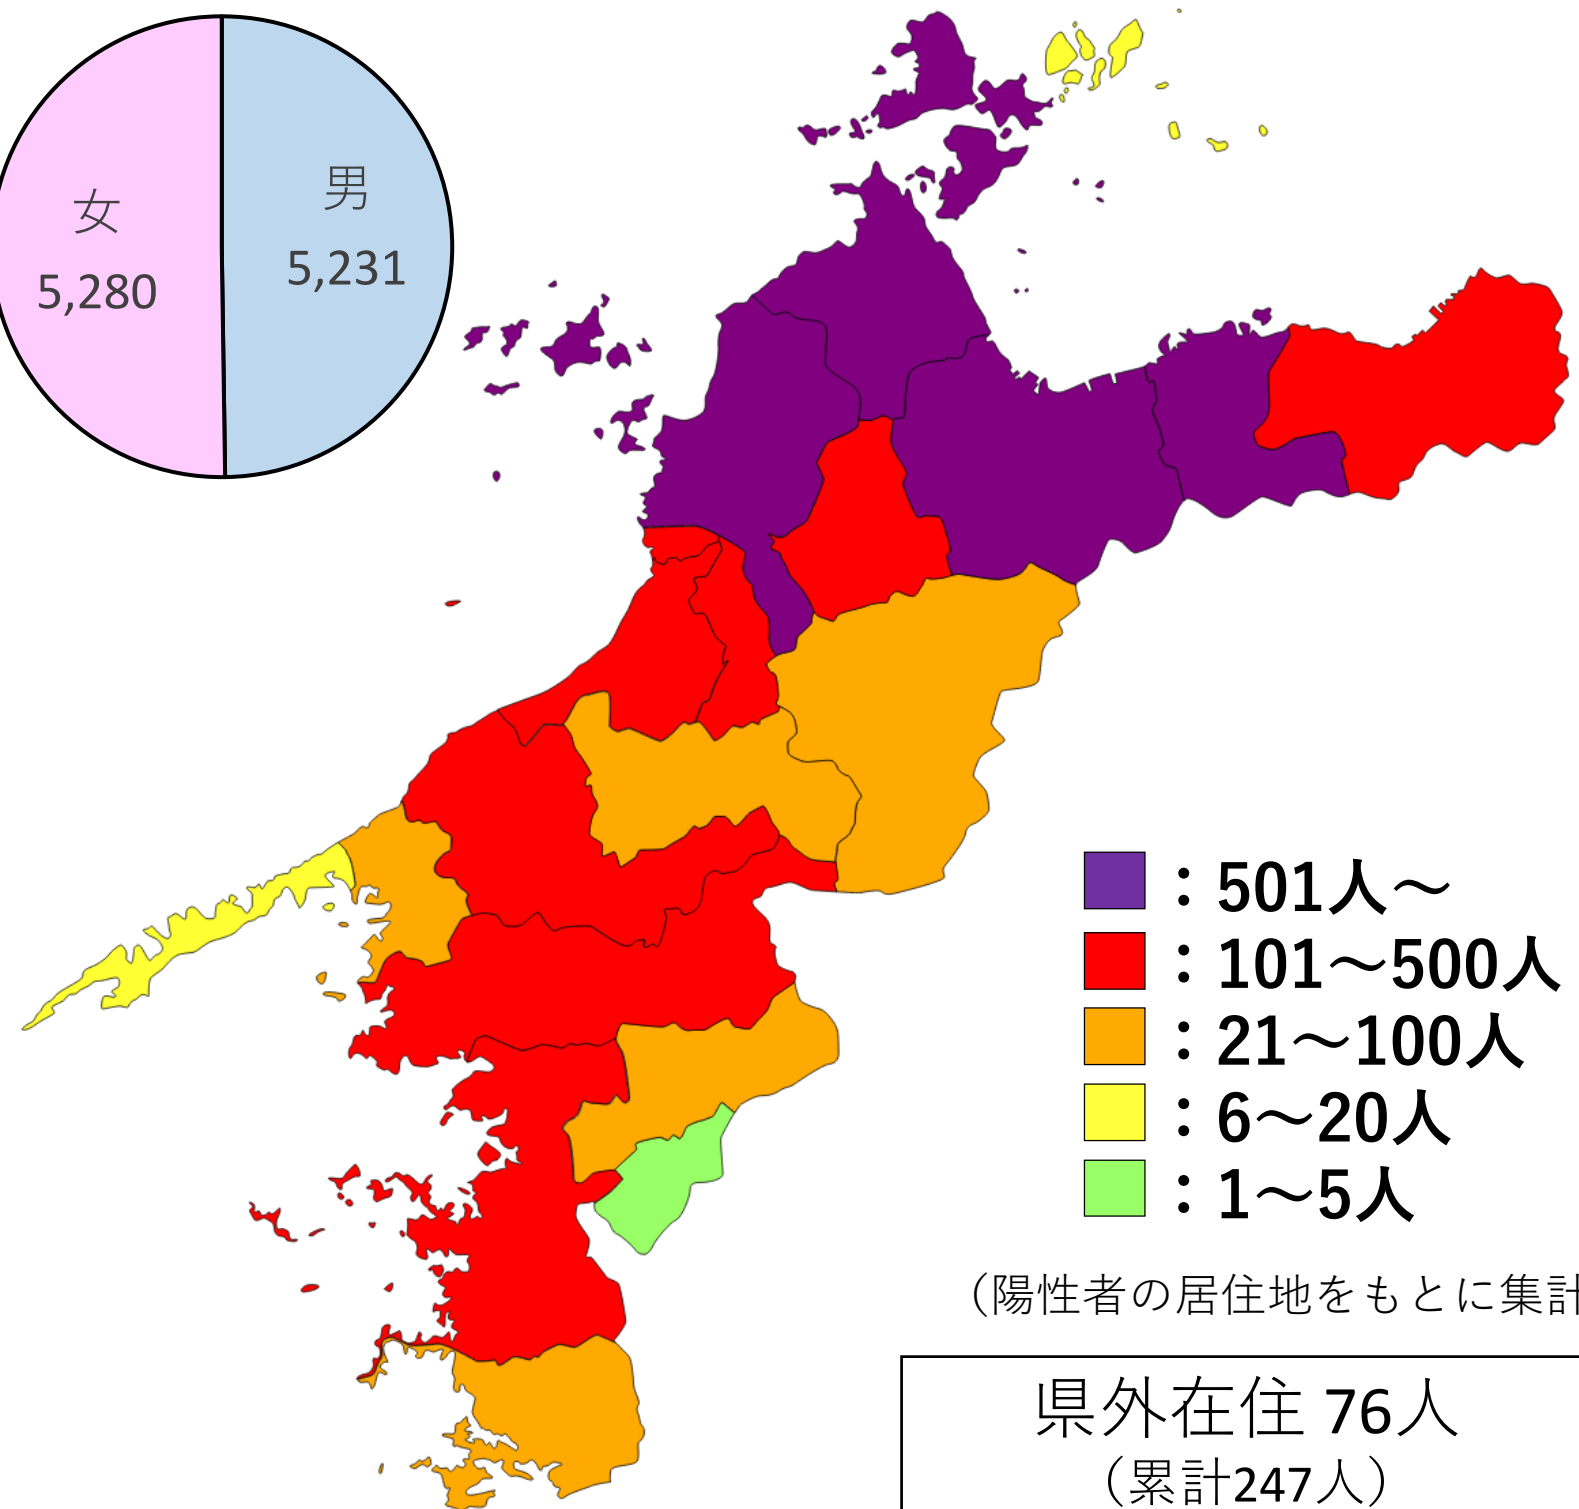 女
5,280
男
5,231
：501人～
：101～500人
：21～100人
：6～20人
：1～5人
（陽性者の居住地をもとに集計
県外在住 76人
（累計247人）